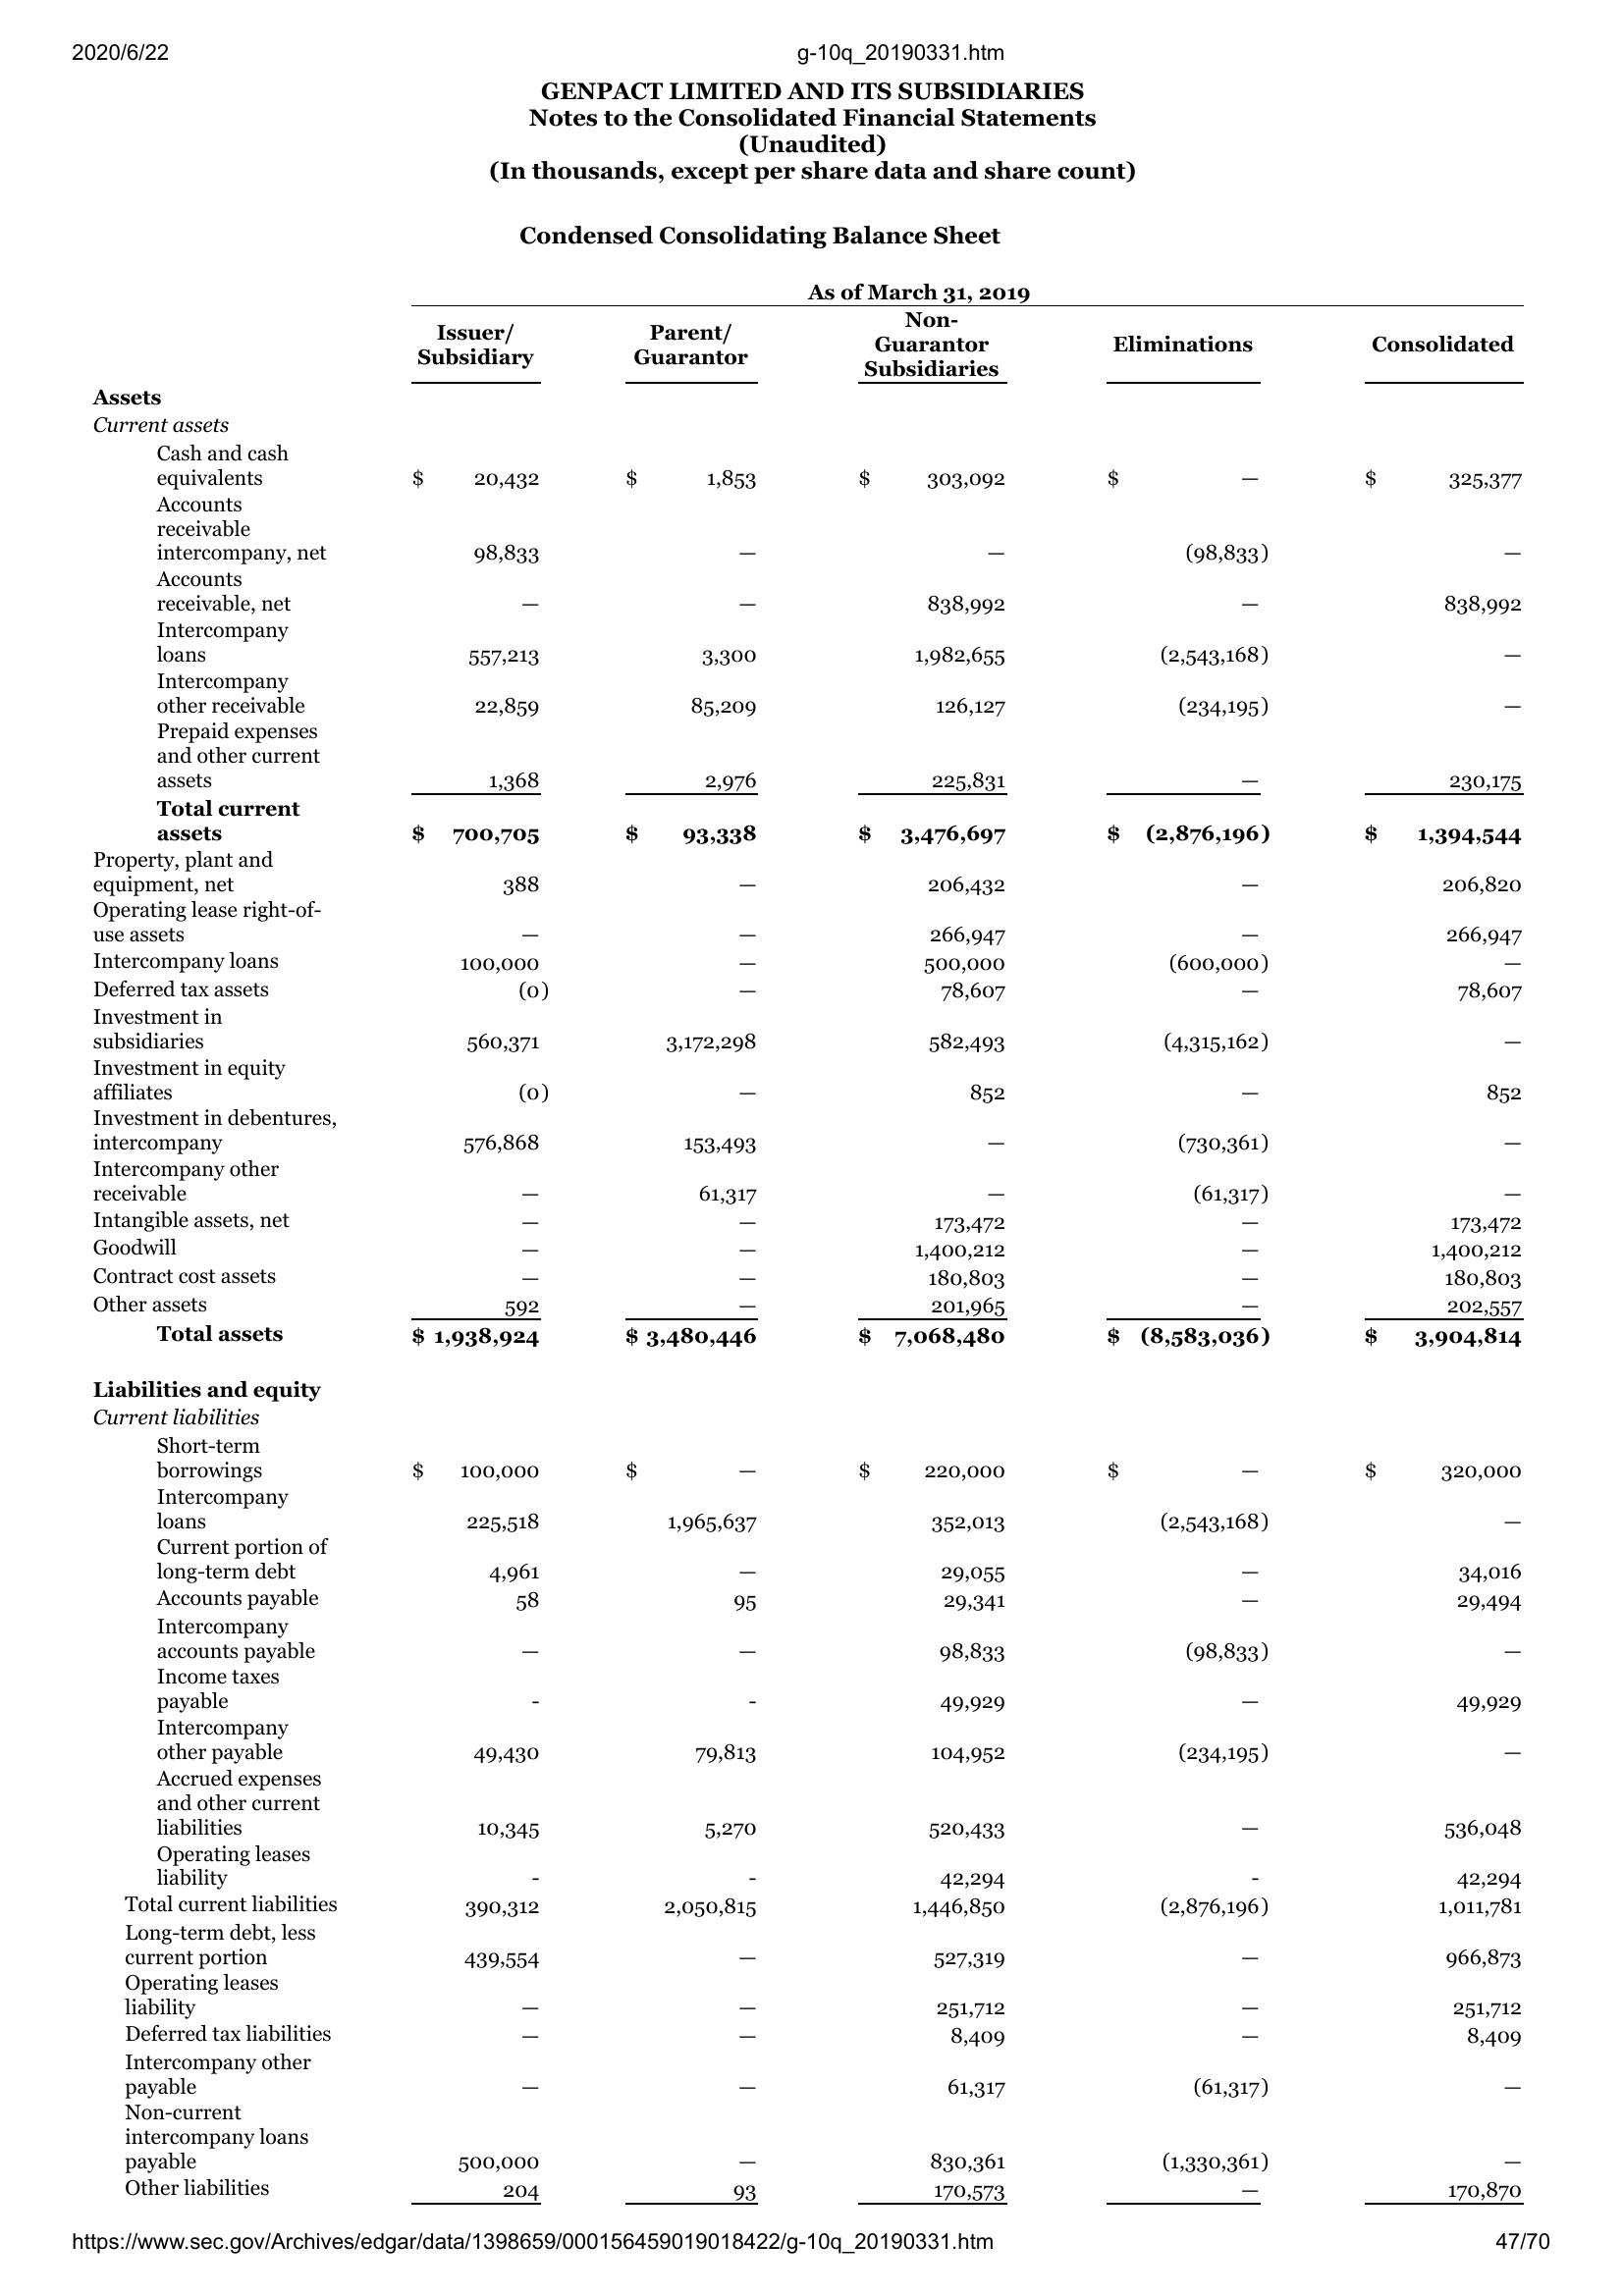 2020/6/22 g-10q_20190331.htm
GENPACT LIMITED AND ITS SUBSIDIARIES
Notes to the Consolidated Financial Statements
(Unaudited)
(In thousands, except per share data and share count)
Condensed Consolidating Balance Sheet
As of March 31, 2019
Issuer/ Subsidiary Parent/ Guarantor Non- Guarantor Subsidiaries Eliminations Consolidated
Assets
Current assets
Cash and cash
equivalents $ 20,432 $ 1,853 $ 303,092 $ — $ 325,377
Accounts
receivable
intercompany, net 98,833 — — (98,833) —
Accounts
receivable, net — — 838,992 — 838,992
Intercompany
loans 557,213 3,300 1,982,655 (2,543,168) —
Intercompany
other receivable 22,859 85,209 126,127 (234,195) —
Prepaid expenses
and other current
assets 1,368 2,976 225,831 — 230,175
Total current
assets $ 700,705 $ 93,338 $ 3,476,697 $ (2,876,196) $ 1,394,544
Property, plant and
equipment, net 388 — 206,432 — 206,820
Operating lease right-of-
use assets — — 266,947 — 266,947
Intercompany loans 100,000 — 500,000 (600,000) —
Deferred tax assets (0) — 78,607 — 78,607
Investment in
subsidiaries 560,371 3,172,298 582,493 (4,315,162) —
Investment in equity
affiliates (0) — 852 — 852
Investment in debentures,
intercompany 576,868 153,493 — (730,361) —
Intercompany other
receivable — 61,317 — (61,317) —
Intangible assets, net — — 173,472 — 173,472
Goodwill — — 1,400,212 — 1,400,212
Contract cost assets — — 180,803 — 180,803
Other assets 592 — 201,965 — 202,557
Total assets $ 1,938,924 $ 3,480,446 $ 7,068,480 $ (8,583,036) $ 3,904,814
Liabilities and equity
Current liabilities
Short-term
borrowings $ 100,000 $ — $ 220,000 $ — $ 320,000
Intercompany
loans 225,518 1,965,637 352,013 (2,543,168) —
Current portion of
long-term debt 4,961 — 29,055 — 34,016
Accounts payable 58 95 29,341 — 29,494
Intercompany
accounts payable — — 98,833 (98,833) —
Income taxes
payable - - 49,929 — 49,929
Intercompany
other payable 49,430 79,813 104,952 (234,195) —
Accrued expenses
and other current
liabilities 10,345 5,270 520,433 — 536,048
Operating leases
liability - - 42,294 - 42,294
Total current liabilities 390,312 2,050,815 1,446,850 (2,876,196) 1,011,781
Long-term debt, less
current portion 439,554 — 527,319 — 966,873
Operating leases
liability — — 251,712 — 251,712
Deferred tax liabilities — — 8,409 — 8,409
Intercompany other
payable — — 61,317 (61,317) —
Non-current
intercompany loans
payable 500,000 — 830,361 (1,330,361) —
Other liabilities 204 93 170,573 — 170,870
https://www.sec.gov/Archives/edgar/data/1398659/000156459019018422/g-10q_20190331.htm 47/70